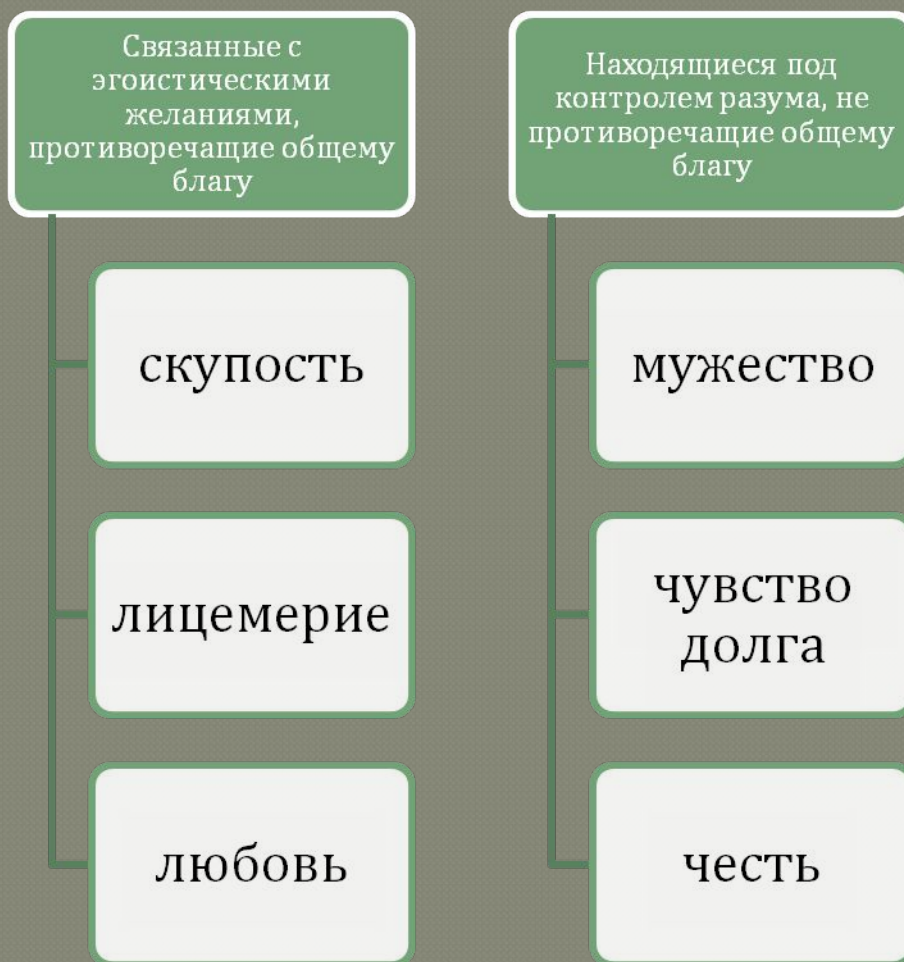 Связанные с
эгоистическими
желаниями,
противоречащие общему
благу
скупость
лицемерие
любовь
Находящиеся под
контролем разума, не
противоречащие общему
благу
мужество
чувство
долга
честь